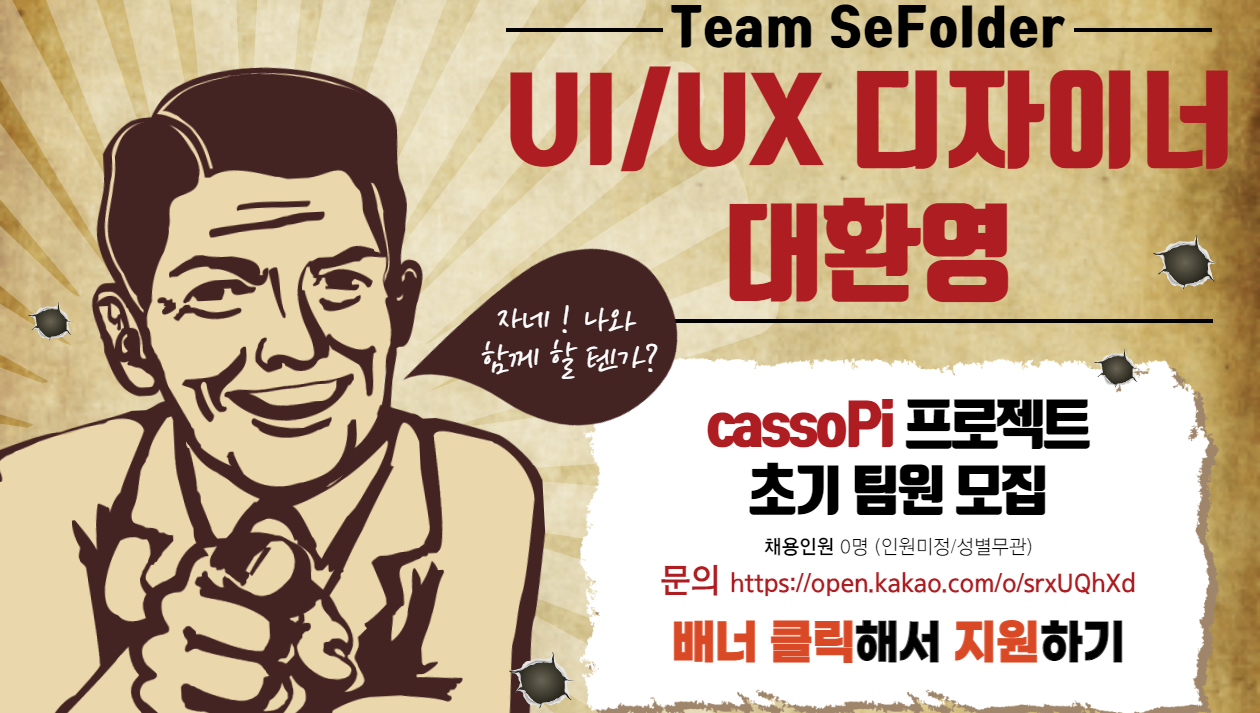 Team SeFolder
UI/UX 디자이너
대환영
자네! 나와
함께 할 텐가?
cassoPi 프로젝트
초기 팀원 모집
채용인원 0명 (인원미정/성별무관)
문의 https://open.kakao.com/o/srxUQhXd
배너 클릭해서 지원하기